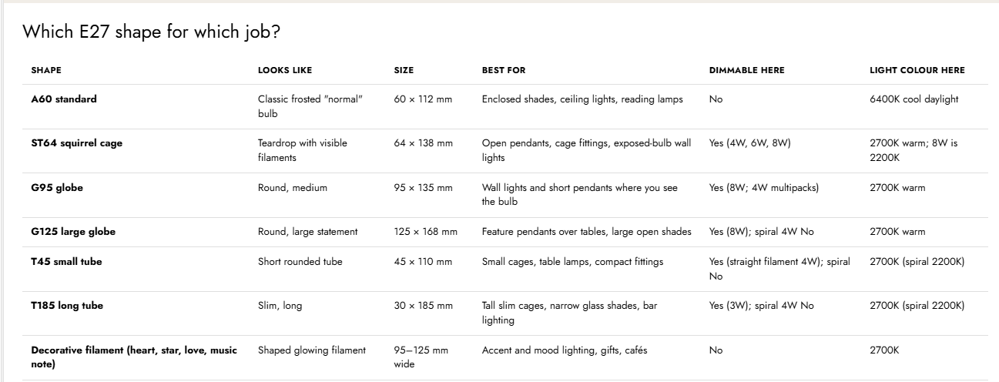 Which E27 shape for which job?
SHAPE LOOKS LIKE SIZE BEST FOR DIMMABLE HERE LIGHT COLOUR HERE
A60 standard Classic frosted "normal" 60 × 112 mm Enclosed shades, ceiling lights, reading lamps No 6400K cool daylight
bulb
ST64 squirrel cage Teardrop with visible 64 × 138 mm Open pendants, cage fittings, exposed-bulb wall Yes (4W, 6W, 8W) 2700K warm; 8W is
filaments lights 2200K
G95 globe Round, medium 95 × 135 mm Wall lights and short pendants where you see Yes (8W; 4W multipacks) 2700K warm
the bulb
G125 large globe Round, large statement 125 × 168 mm Feature pendants over tables, large open shades Yes (8W); spiral 4W No 2700K warm
T45 small tube Short rounded tube 45 × 110 mm Small cages, table lamps, compact fittings Yes (straight filament 4W); spiral 2700K (spiral 2200K)
No
T185 long tube Slim, long 30 × 185 mm Tall slim cages, narrow glass shades, bar Yes (3W); spiral 4W No 2700K (spiral 2200K)
lighting
Decorative filament (heart, star, love, music Shaped glowing filament 95–125 mm Accent and mood lighting, gifts, cafés No 2700K
note) wide